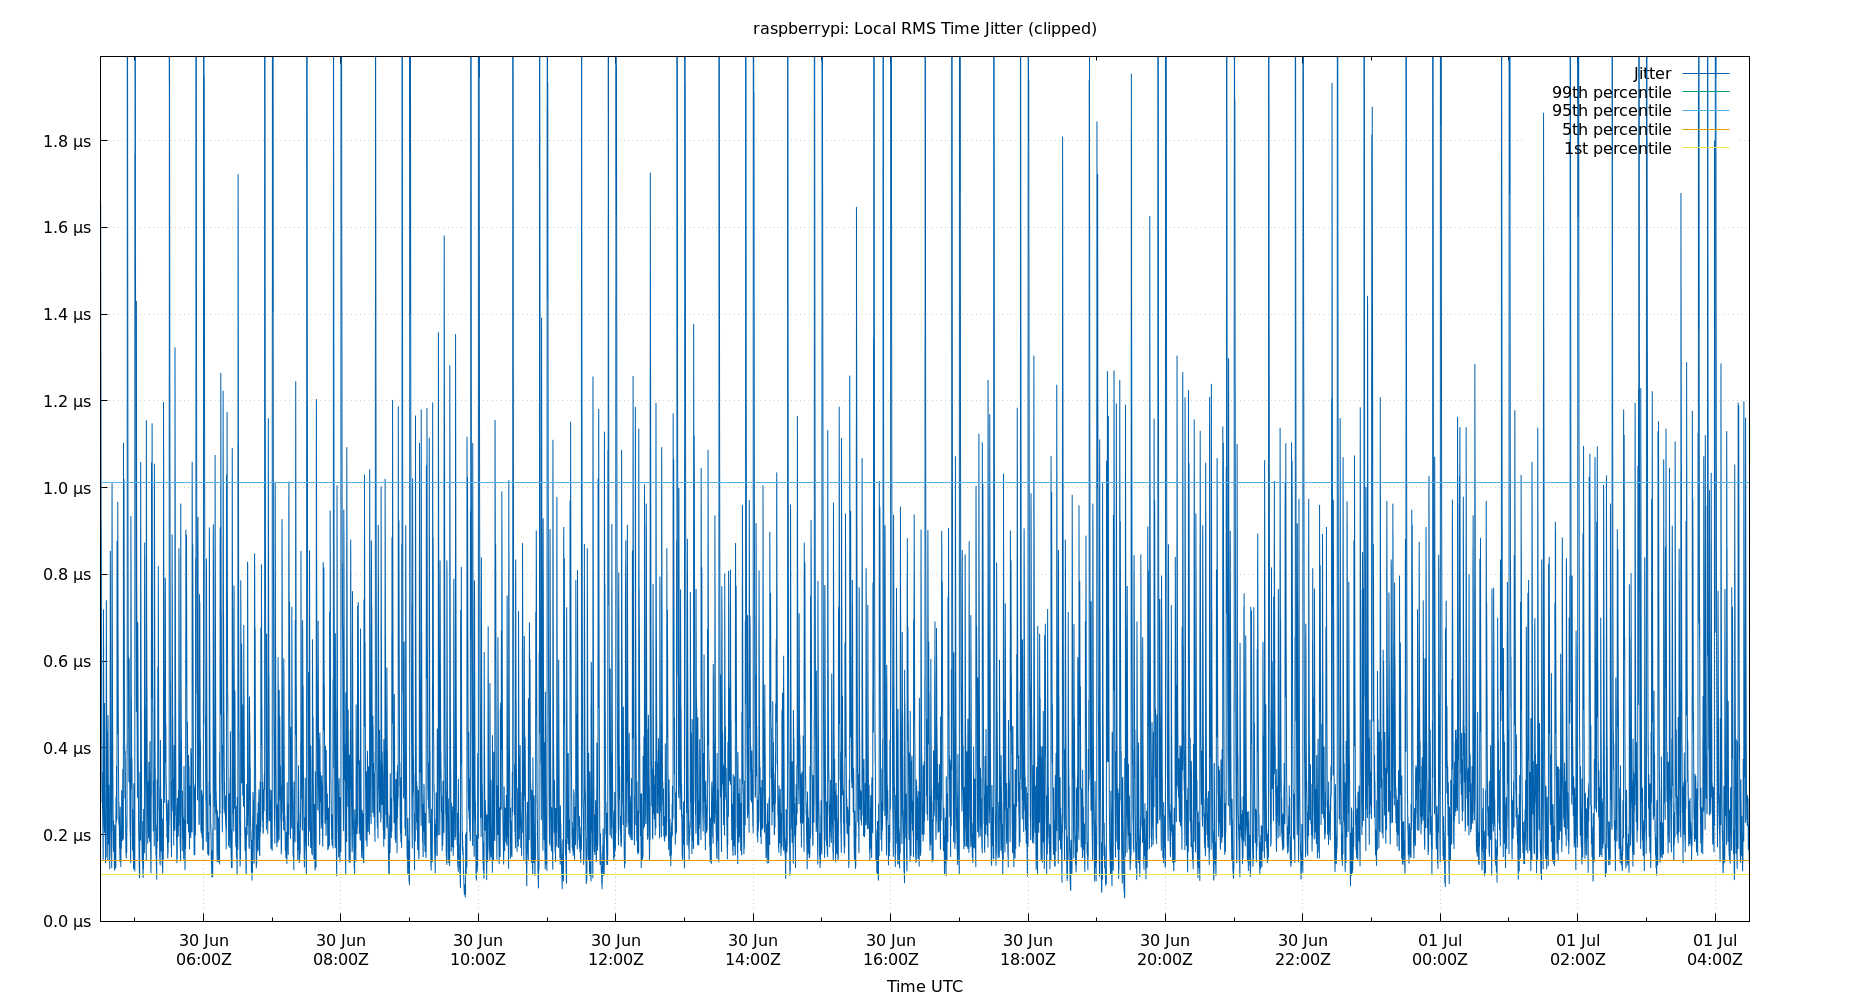 raspberrypi: Local RMS Time Jitter (clipped)
Jitter
99th percentile
95th percentile
5th percentile
1st percentile
1.8 µs
1.6 µs
1.4 µs
1.2 µs
1.0 µs
0.8 µs
0.6 µs
0.4 µs
0.2 µs
0.0 µs
30 Jun 30 Jun 30 Jun 30 Jun 30 Jun 30 Jun 30 Jun 30 Jun 30 Jun 01 Jul 01 Jul 01 Jul
06:00Z 08:00Z 10:00Z 12:00Z 14:00Z 16:00Z 18:00Z 20:00Z 22:00Z 00:00Z 02:00Z 04:00Z
Time UTC